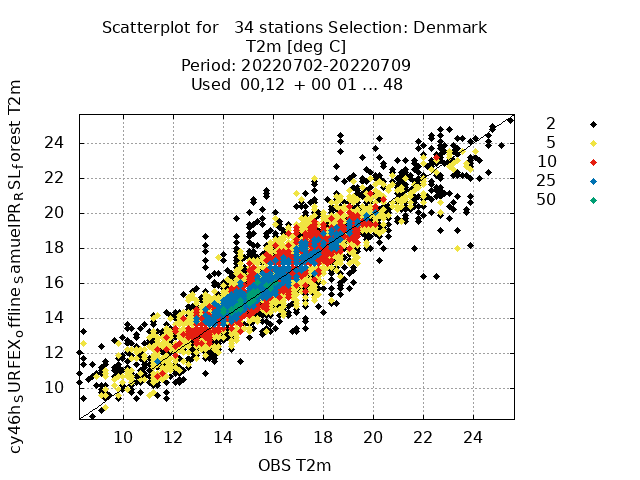 Scatterplot for   34 stations Selection: Denmark
T2m [deg C]
Period: 20220702-20220709
Used  00,12  + 00 01 ... 48
2
5
10
25
50
24
22
20
18
16
14
12
10
cy46h_SURFEX_offline_samuelPR_RSL_Forest T2m
10 12 14 16 18 20 22 24
OBS T2m